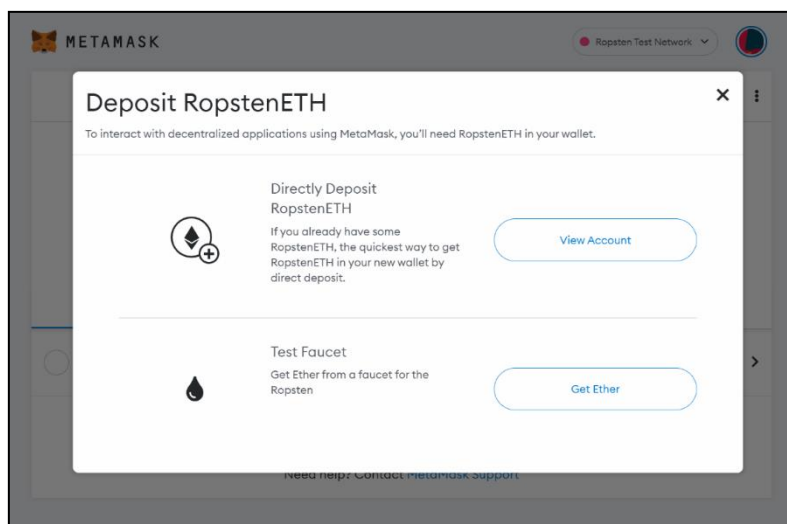 METAMASK
Ropsten Test Network
Deposit RopstenETH
To interact with decentralized applications using MetaMask, you'll need RopstenETH in your wallet.
Directly Deposit
RopstenETH
If you already have some
RopstenETH, the quickest way to get
RopstenETH in your new wallet by
direct deposit.
View Account
Test Faucet
Get Ether from a faucet for the
Ropsten
Get Ether
Need help? Contact MetaMask Support